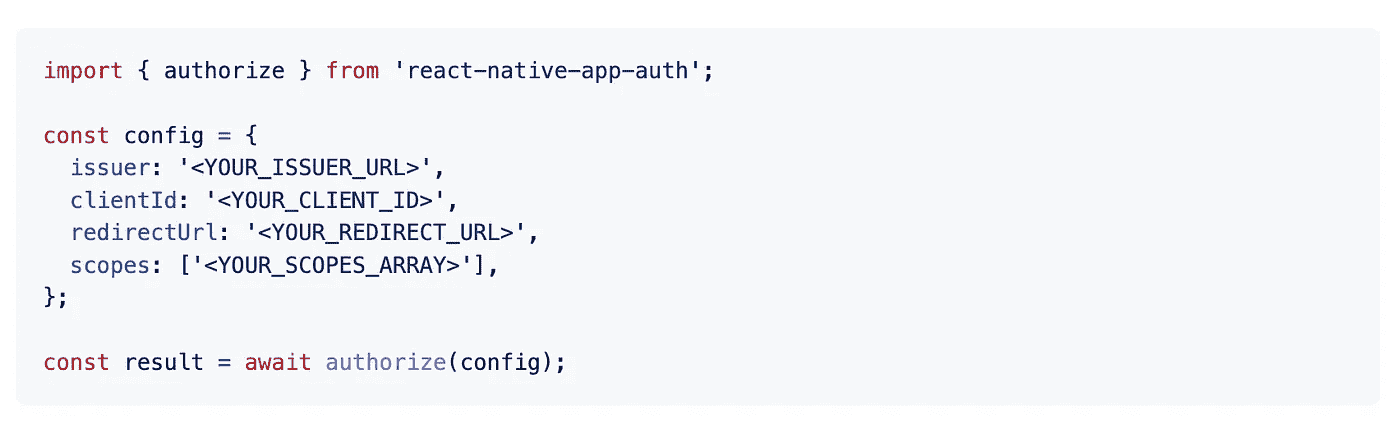 import { authorize } from 'react-native-app-auth';
const config = {
issuer: '<YOUR_ISSUER_URL>',
clientId: '<YOUR_CLIENT_ID>',
redirectUrl: '<YOUR_REDIRECT_URL>',
scopes: ['<YOUR_SCOPES_ARRAY>'],
};
const result = await authorize(config);